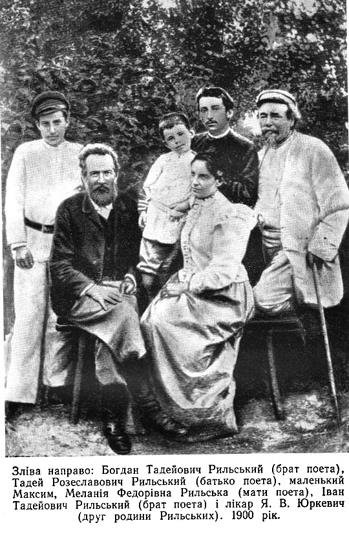 Зліва направо: Богдан Тадейович Рильський (брат поета),
Тадей Розеславович Рильський (батько поета), маленький
Максим, Меланія Федорівна Рильська (мати поета), Іван
Тадейович Рильський (брат поета) і лікар Я. В. Юркевич
(друг родини Рильських). 1900 рік.